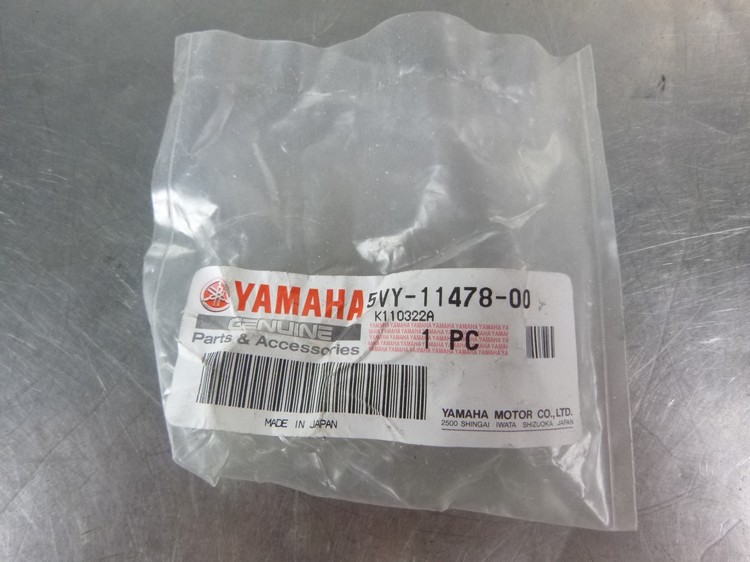 YAMAHA
GENUINE
Parts & Accessories
5VY-11478-00
K110322A
1 PC
MADE IN JAPAN
YAMAHA MOTOR CO.,LTD.
2500 SHINGAI IWATA SHIZUOKA JAPAN